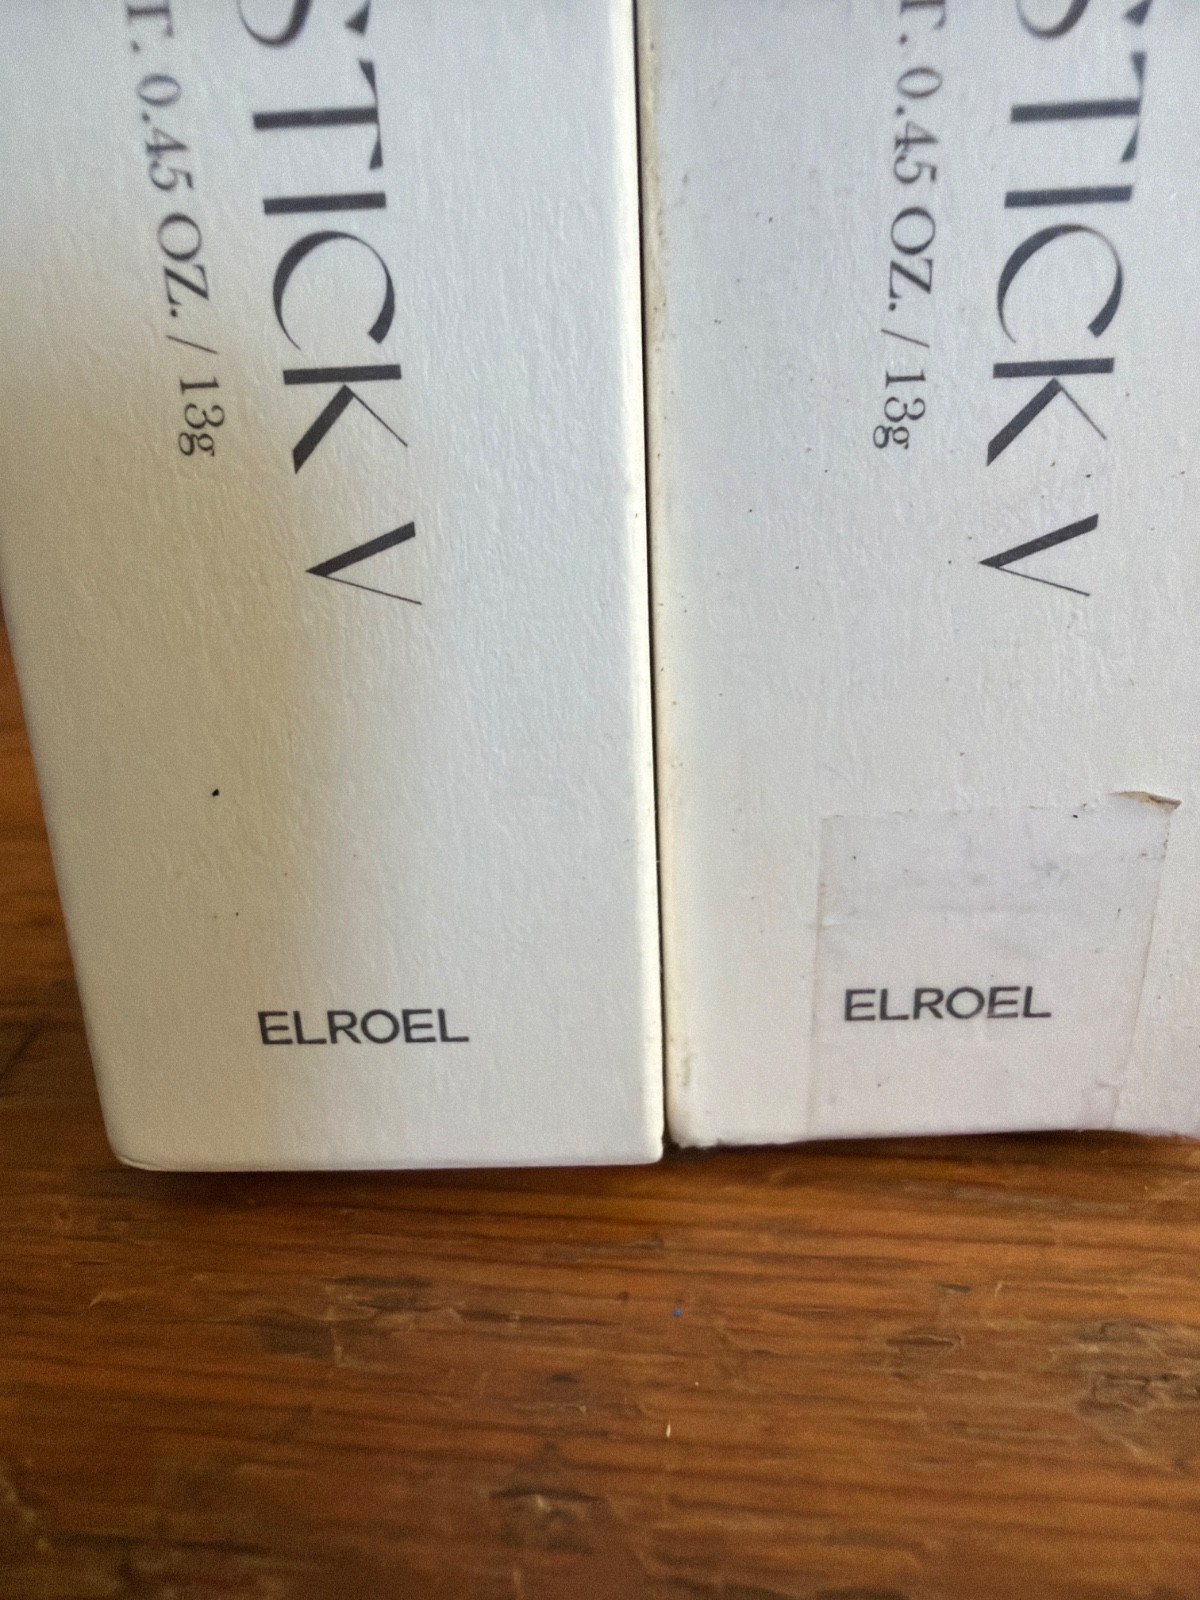 STICK V
T. 0.45 OZ. / 13g
ELROEL
STICK V
T. 0.45 OZ. / 13g
ELROEL